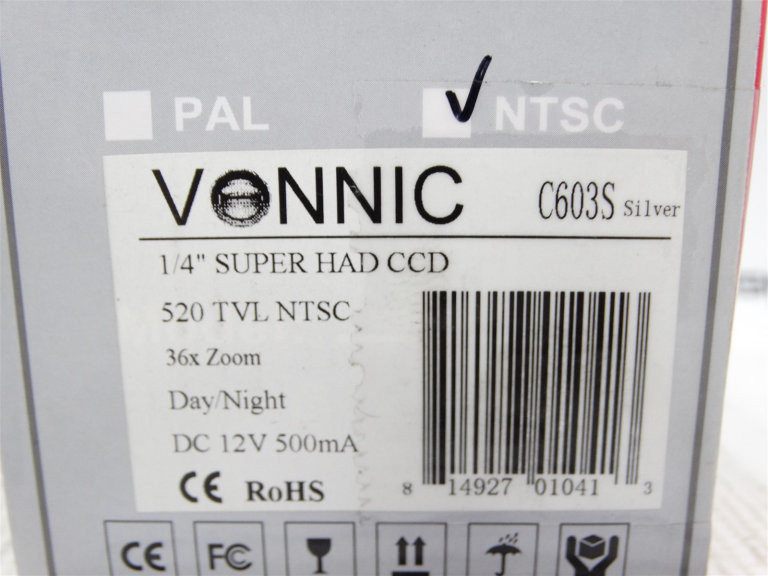 PAL NTSC
VONNIC C603S Silver
1/4" SUPER HAD CCD
520 TVL NTSC
36x Zoom
Day/Night
DC 12V 500mA
CE RoHS
8 14927 01041 3
CE FC